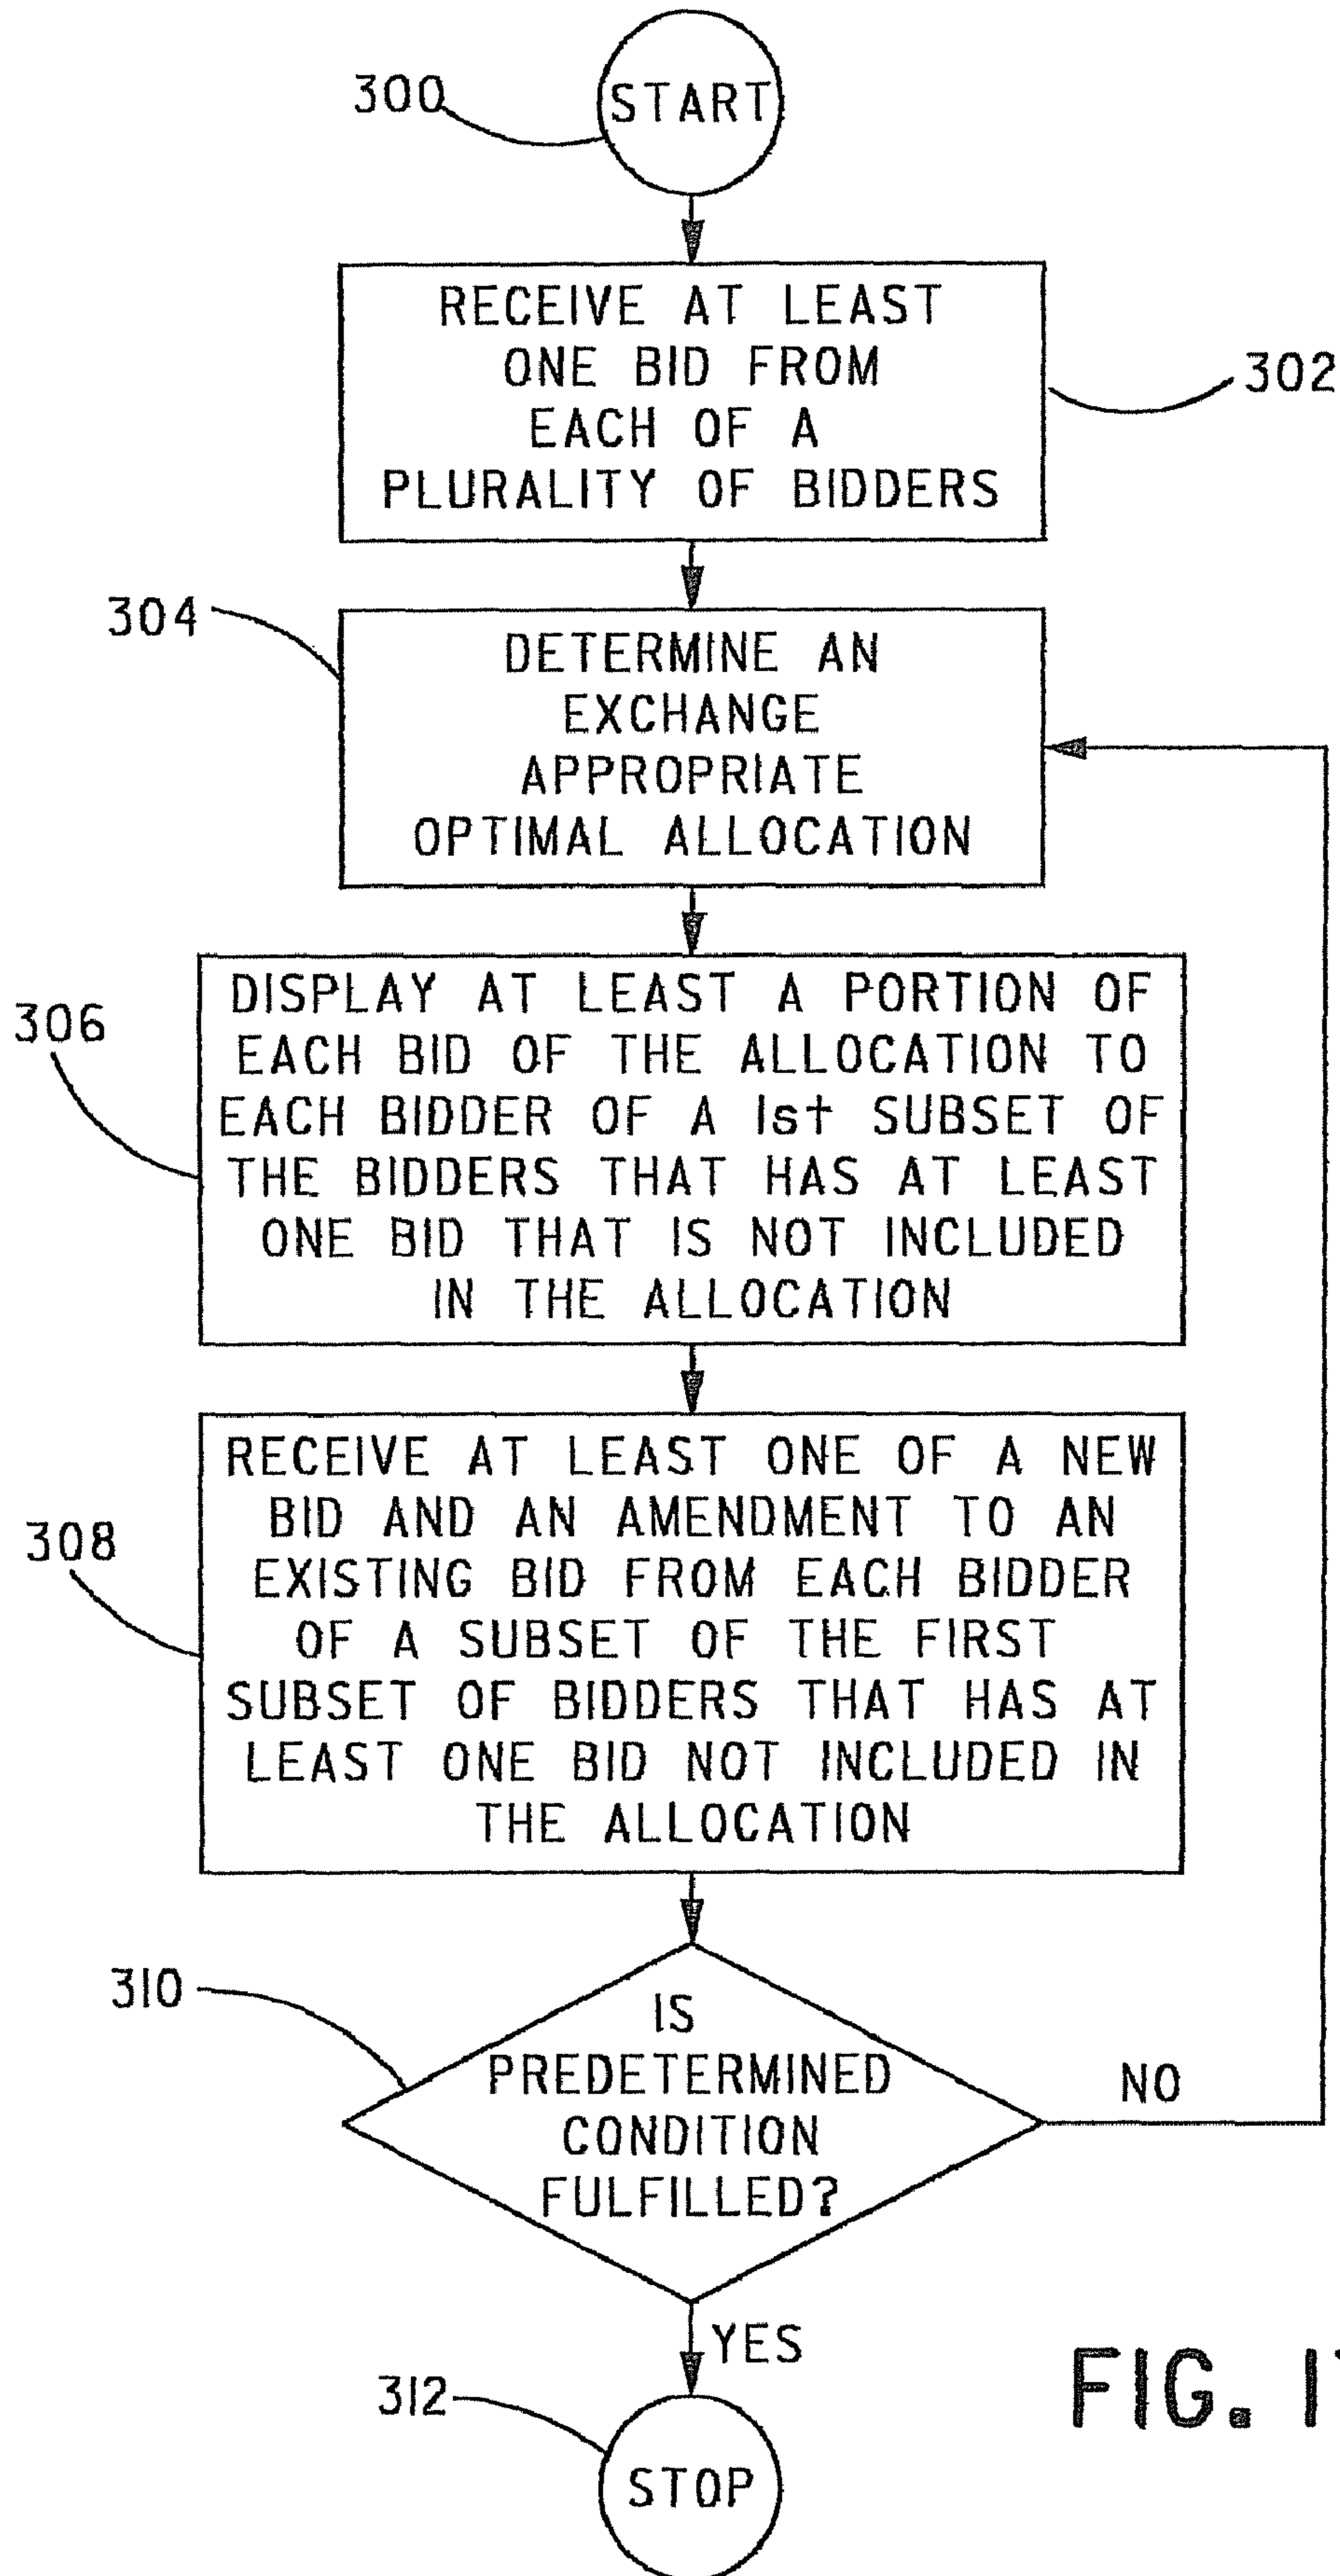 300
START
RECEIVE AT LEAST
ONE BID FROM
EACH OF A
PLURALITY OF BIDDERS
302
304
DETERMINE AN
EXCHANGE
APPROPRIATE
OPTIMAL ALLOCATION
306
DISPLAY AT LEAST A PORTION OF
EACH BID OF THE ALLOCATION TO
EACH BIDDER OF A 1st SUBSET OF
THE BIDDERS THAT HAS AT LEAST
ONE BID THAT IS NOT INCLUDED
IN THE ALLOCATION
308
RECEIVE AT LEAST ONE OF A NEW
BID AND AN AMENDMENT TO AN
EXISTING BID FROM EACH BIDDER
OF A SUBSET OF THE FIRST
SUBSET OF BIDDERS THAT HAS AT
LEAST ONE BID NOT INCLUDED IN
THE ALLOCATION
310
IS
PREDETERMINED
CONDITION
FULFILLED?
NO
YES
312
STOP
FIG.